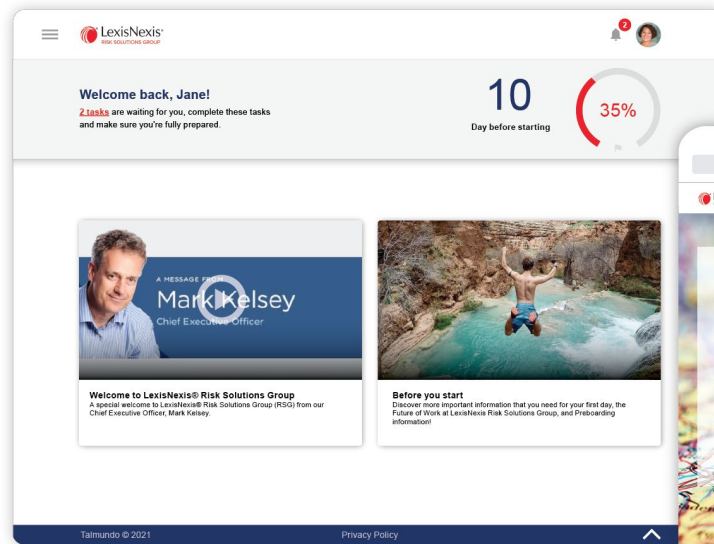 LexisNexis®
RISK SOLUTIONS GROUP
2
Welcome back, Jane!
2 tasks are waiting for you, complete these tasks
and make sure you're fully prepared.
10
Day before starting
35%
A MESSAGE FROM
Mark Kelsey
Chief Executive Officer
Welcome to LexisNexis® Risk Solutions Group
A special welcome to LexisNexis® Risk Solutions Group (RSG) from our
Chief Executive Officer, Mark Kelsey.
Before you start
Discover more important information that you need for your first day, the
Future of Work at LexisNexis Risk Solutions Group, and Preboarding
information!
Talmundo © 2021
Privacy Policy